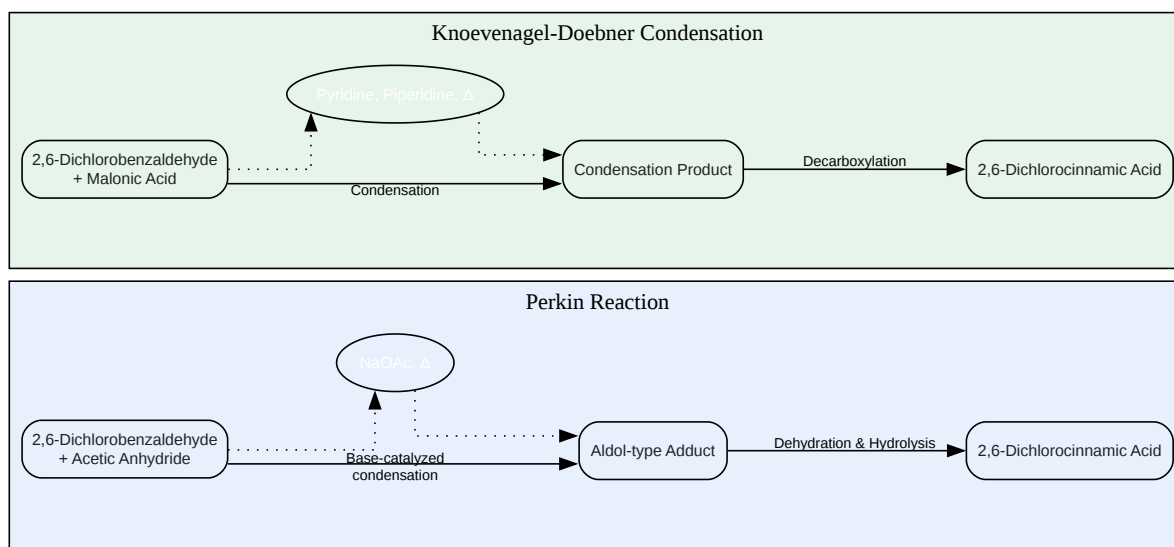 Knoevenagel-Doebner Condensation
Pyridine, Piperidine, Δ
2,6-Dichlorobenzaldehyde
+ Malonic Acid
Condensation
Condensation Product
Decarboxylation
2,6-Dichlorocinnamic Acid
Perkin Reaction
NaOAc, Δ
2,6-Dichlorobenzaldehyde
+ Acetic Anhydride
Base-catalyzed
condensation
Aldol-type Adduct
Dehydration & Hydrolysis
2,6-Dichlorocinnamic Acid